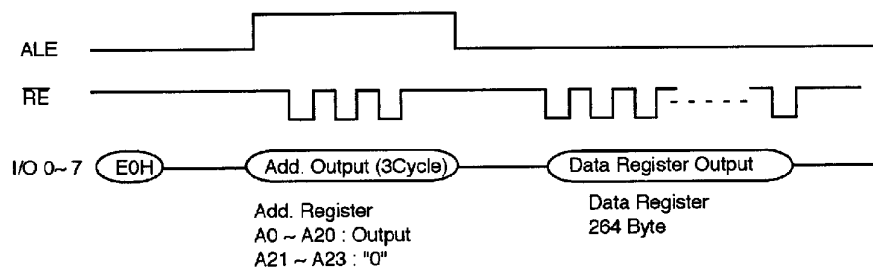 ALE
RE
I/O 0~7 E0H Add. Output (3Cycle) Data Register Output
Add. Register
A0 ~ A20 : Output
A21 ~ A23 : "0"
Data Register
264 Byte